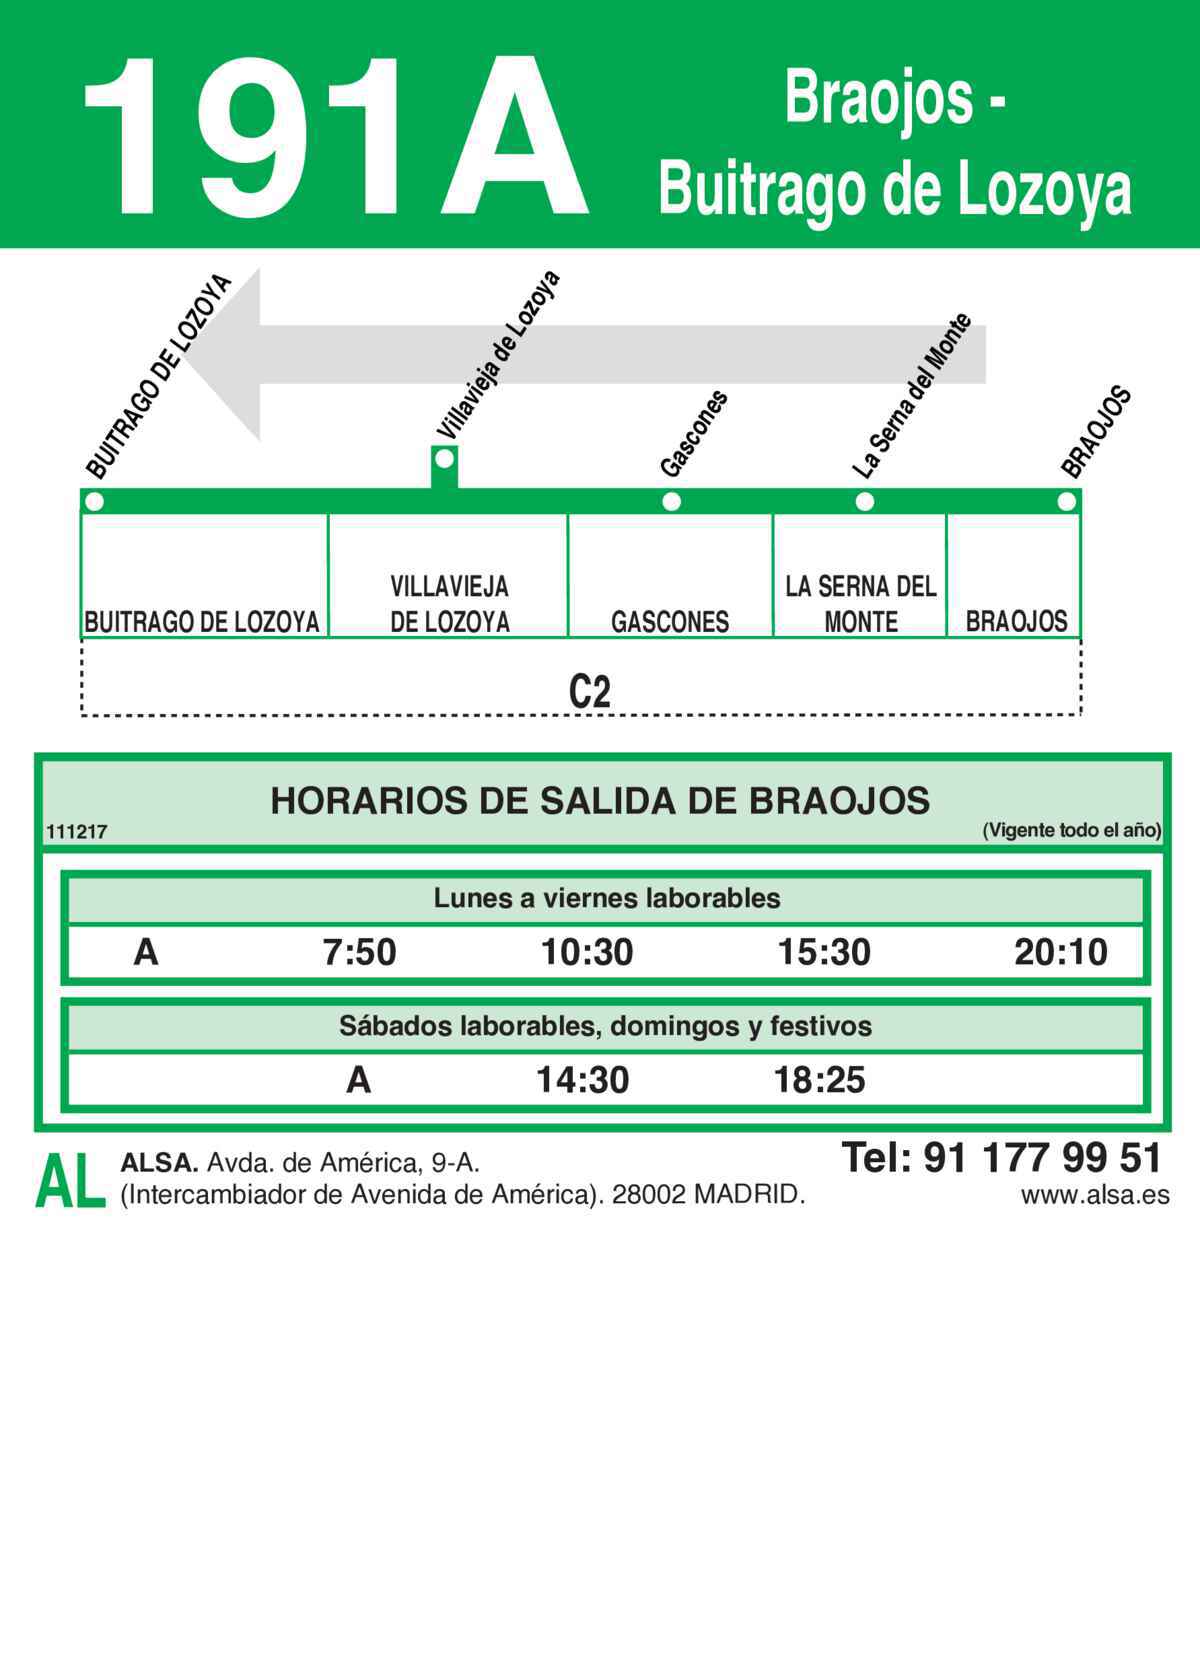 191A
Braojos -
Buitrago de Lozoya
BUITRAGO DE LOZOYA
Villavieja de Lozoya
Gascones
La Serna del Monte
BRAOJOS
BUITRAGO DE LOZOYA
VILLAVIEJA
DE LOZOYA
GASCONES
LA SERNA DEL
MONTE
BRAOJOS
C2
HORARIOS DE SALIDA DE BRAOJOS
111217
(Vigente todo el año)
Lunes a viernes laborables
A 7:50 10:30 15:30 20:10
Sábados laborables, domingos y festivos
A 14:30 18:25
AL
ALSA. Avda. de América, 9-A.
(Intercambiador de Avenida de América). 28002 MADRID.
Tel: 91 177 99 51
www.alsa.es